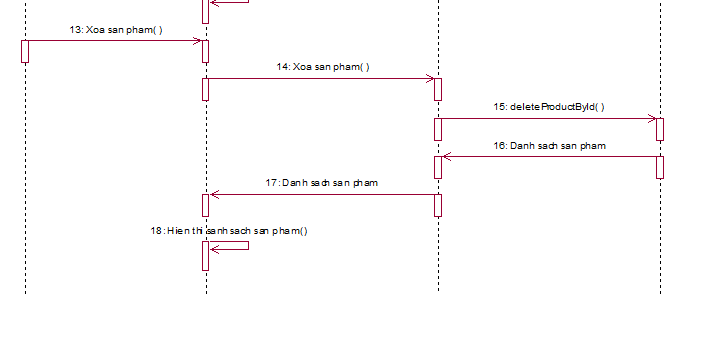 13: Xoa san pham( )
14: Xoa san pham( )
15: deleteProductById( )
16: Danh sach san pham
17: Danh sach san pham
18: Hien thi sanh sach san pham()